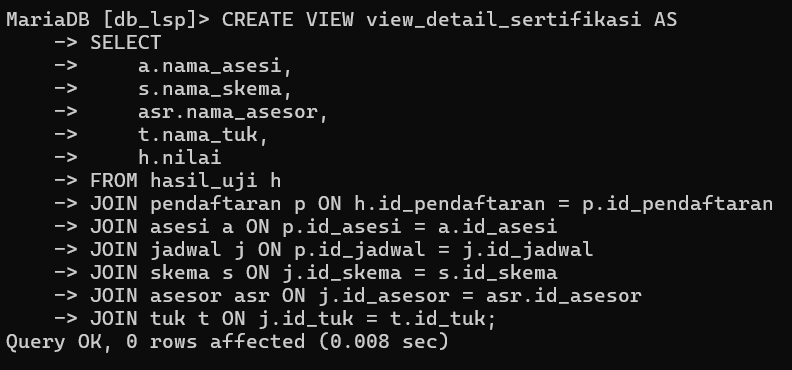 MariaDB [db_lsp]> CREATE VIEW view_detail_sertifikasi AS
    -> SELECT
    ->     a.nama_asesi,
    ->     s.nama_skema,
    ->     asr.nama_asesor,
    ->     t.nama_tuk,
    ->     h.nilai
    -> FROM hasil_uji h
    -> JOIN pendaftaran p ON h.id_pendaftaran = p.id_pendaftaran
    -> JOIN asesi a ON p.id_asesi = a.id_asesi
    -> JOIN jadwal j ON p.id_jadwal = j.id_jadwal
    -> JOIN skema s ON j.id_skema = s.id_skema
    -> JOIN asesor asr ON j.id_asesor = asr.id_asesor
    -> JOIN tuk t ON j.id_tuk = t.id_tuk;
Query OK, 0 rows affected (0.008 sec)